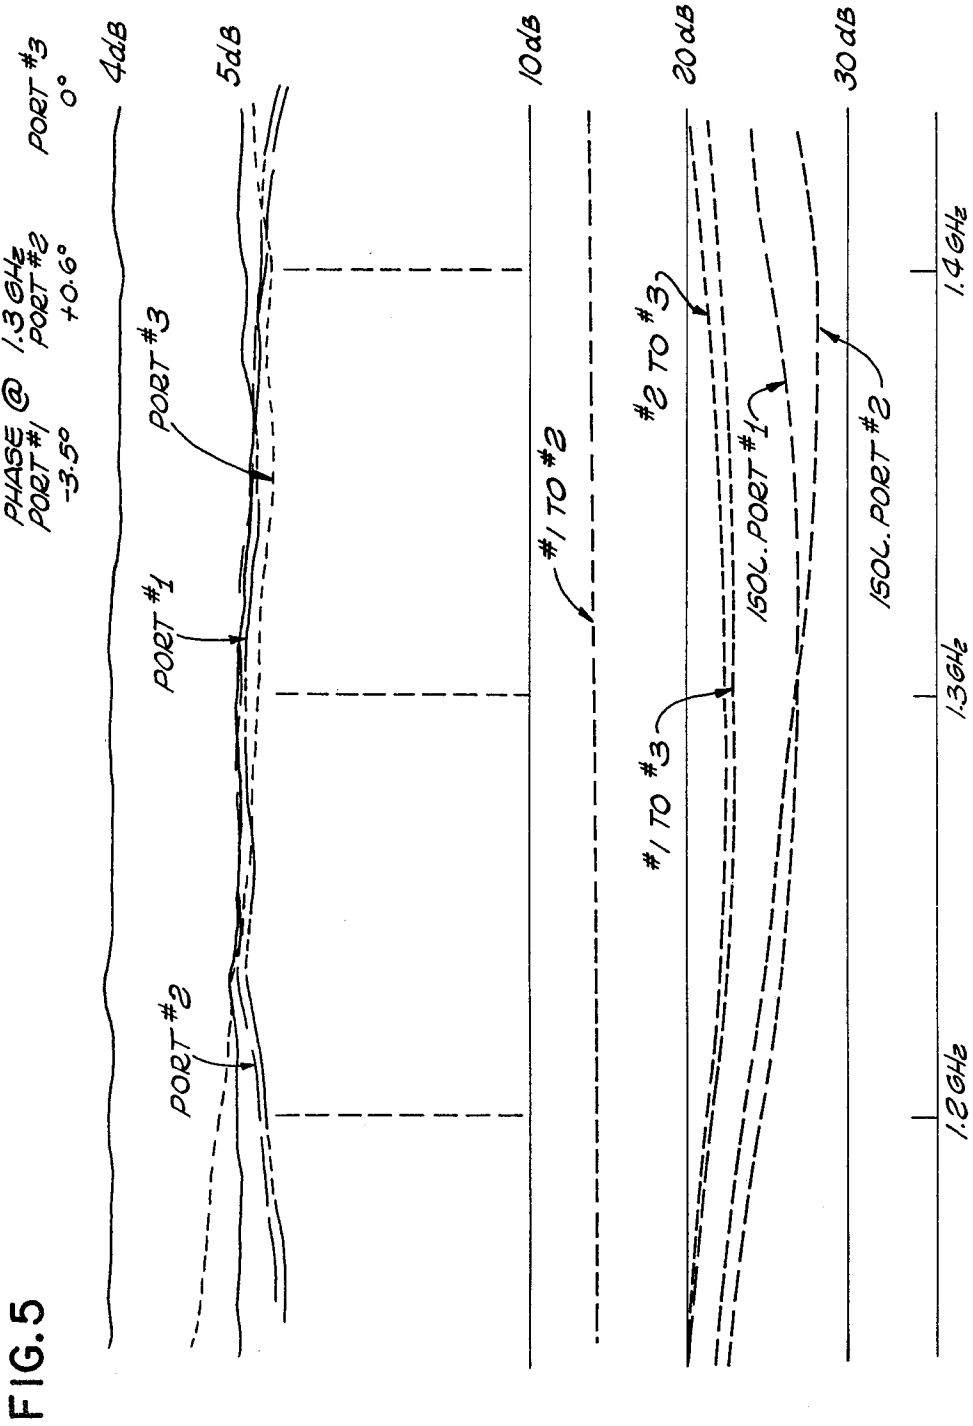 FIG.5
PHASE @ 1.3 GHz
PORT #1 PORT #2 PORT #3
-3.5° +0.6° 0°
4dB
PORT #2
PORT #1
PORT #3
5dB
10dB
#1 TO #2
#1 TO #3
#2 TO #3
20dB
ISOL. PORT #1
ISOL. PORT #2
30dB
1.2GHz
1.3GHz
1.4GHz